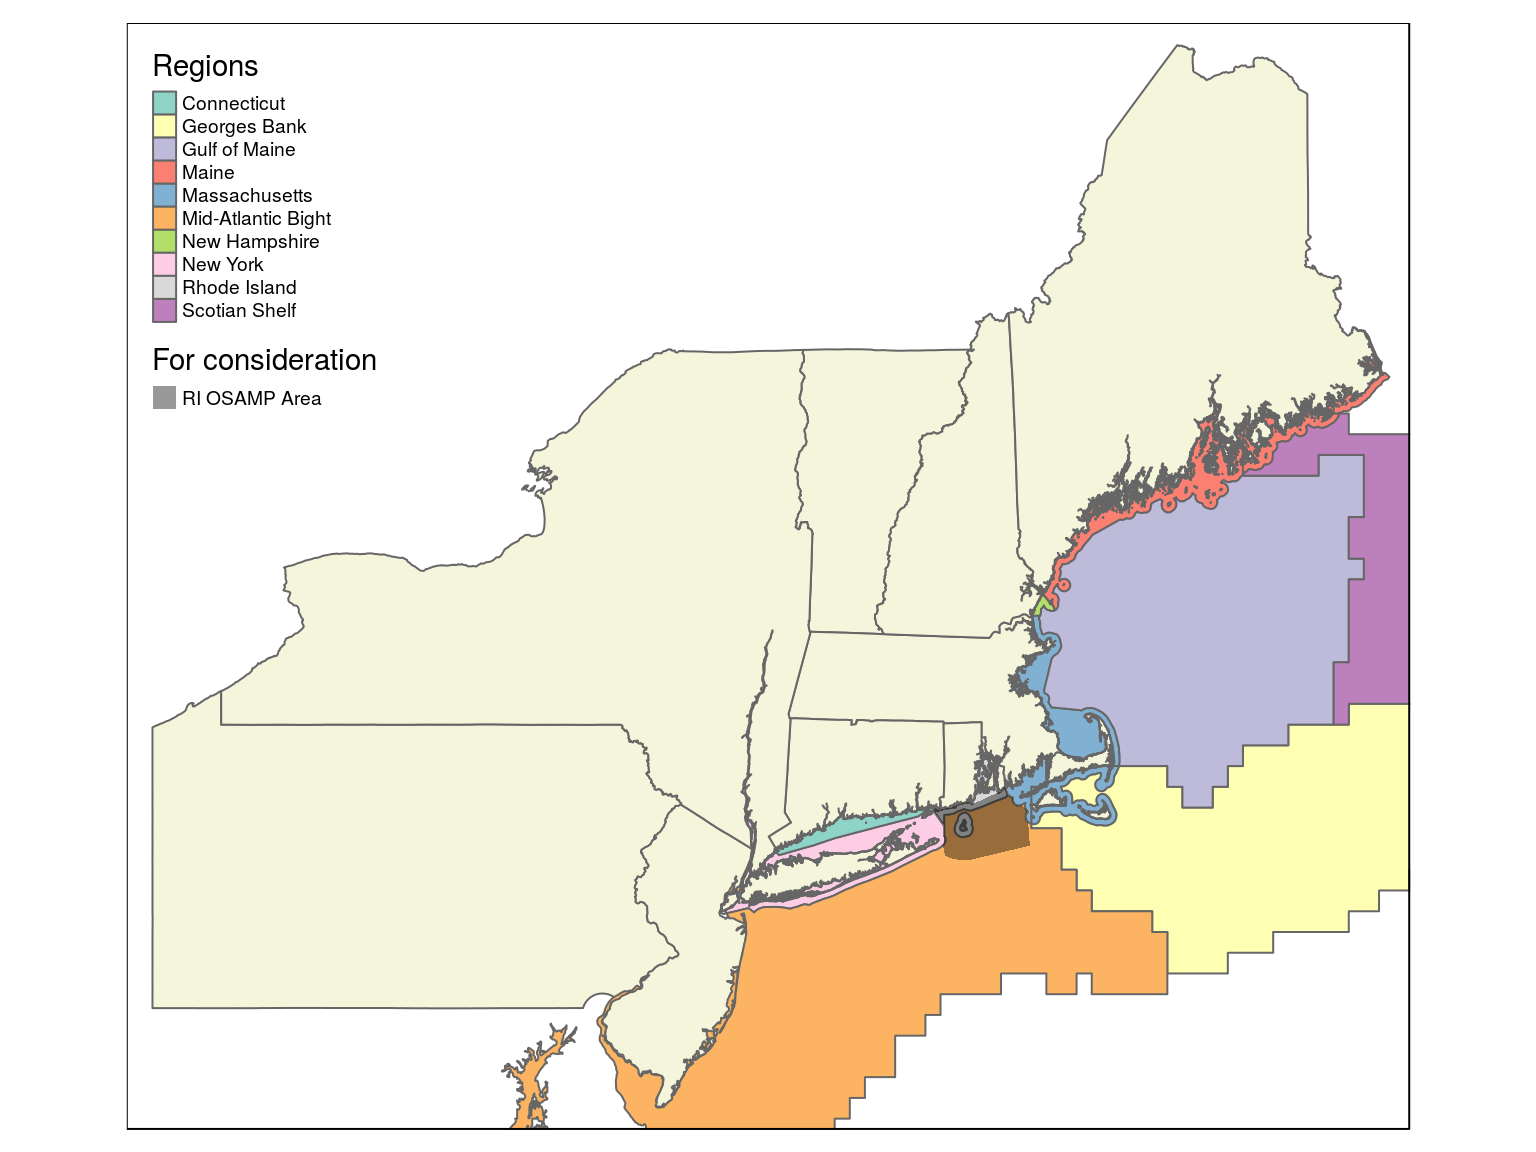 Regions
Connecticut
Georges Bank
Gulf of Maine
Maine
Massachusetts
Mid-Atlantic Bight
New Hampshire
New York
Rhode Island
Scotian Shelf
For consideration
RI OSAMP Area